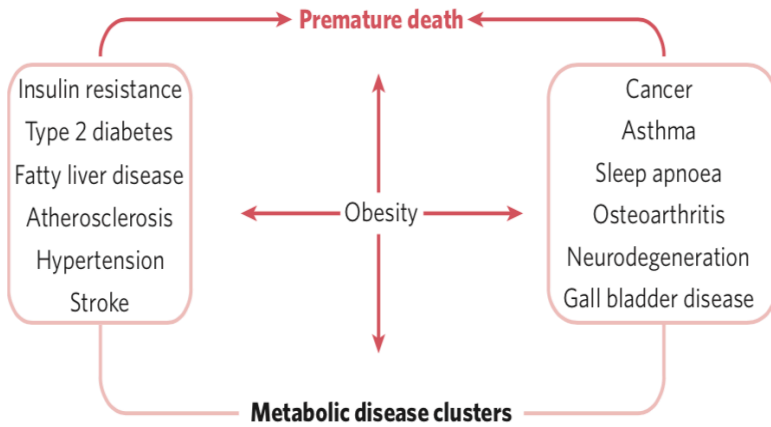 Premature death
Insulin resistance
Type 2 diabetes
Fatty liver disease
Atherosclerosis
Hypertension
Stroke
Obesity
Cancer
Asthma
Sleep apnoea
Osteoarthritis
Neurodegeneration
Gall bladder disease
Metabolic disease clusters